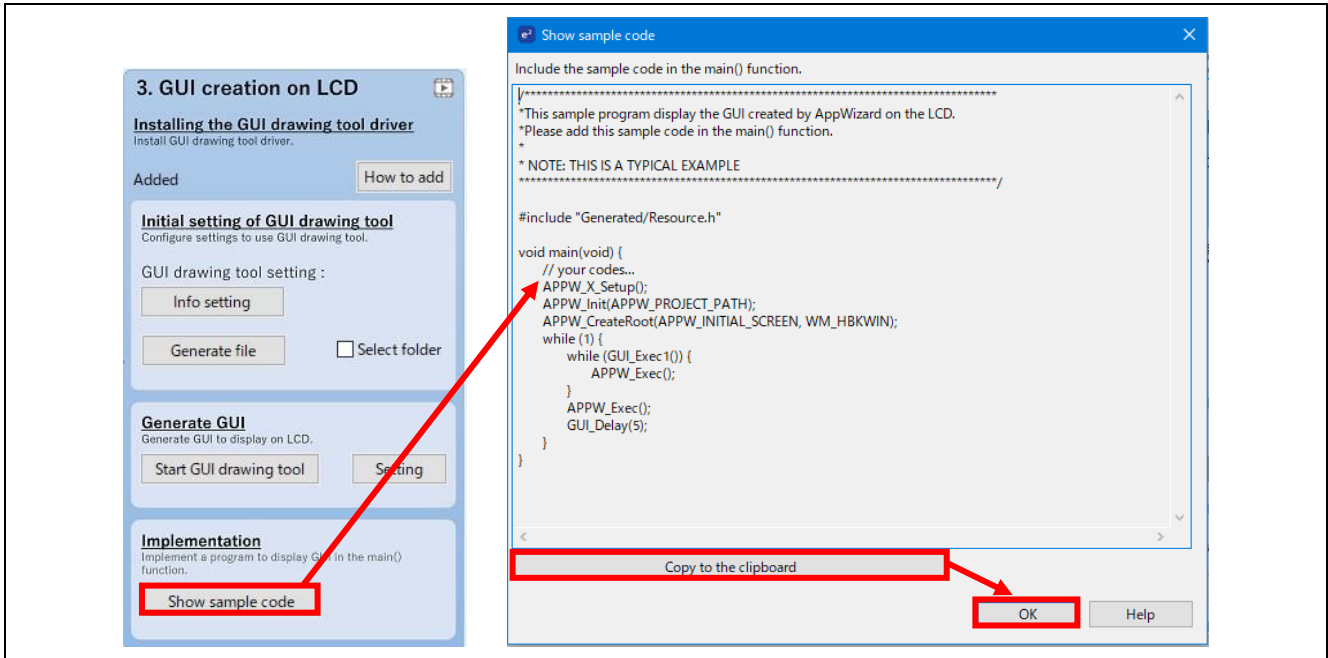 3. GUI creation on LCD
Installing the GUI drawing tool driver
Install GUI drawing tool driver.
Added
How to add
Initial setting of GUI drawing tool
Configure settings to use GUI drawing tool.
GUI drawing tool setting :
Info setting
Generate file
Select folder
Generate GUI
Generate GUI to display on LCD.
Start GUI drawing tool
Setting
Implementation
Implement a program to display GUI in the main()
function.
Show sample code
e² Show sample code
Include the sample code in the main() function.
/***********************************************************************************
*This sample program display the GUI created by AppWizard on the LCD.
*Please add this sample code in the main() function.
*
* NOTE: THIS IS A TYPICAL EXAMPLE
************************************************************************************/
#include "Generated/Resource.h"
void main(void) {
// your codes...
APPW_X_Setup();
APPW_Init(APPW_PROJECT_PATH);
APPW_CreateRoot(APPW_INITIAL_SCREEN, WM_HBKWIN);
while (1) {
while (GUI_Exec1()) {
APPW_Exec();
}
APPW_Exec();
GUI_Delay(5);
}
}
Copy to the clipboard
OK
Help